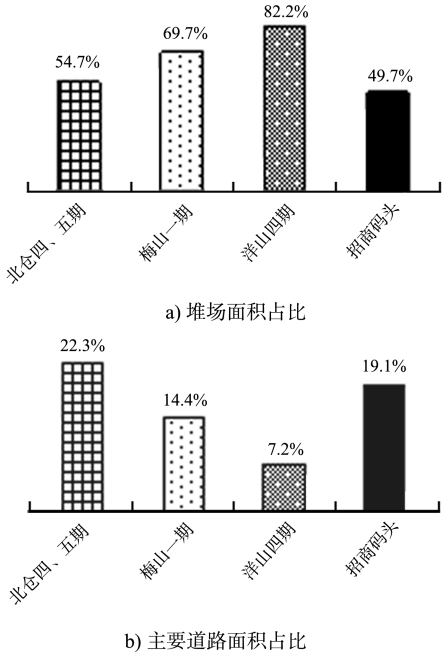 54.7%
69.7%
82.2%
49.7%
北仓四、五期
梅山一期
洋山四期
招商码头
a) 堆场面积占比
22.3%
14.4%
7.2%
19.1%
北仓四、五期
梅山一期
洋山四期
招商码头
b) 主要道路面积占比